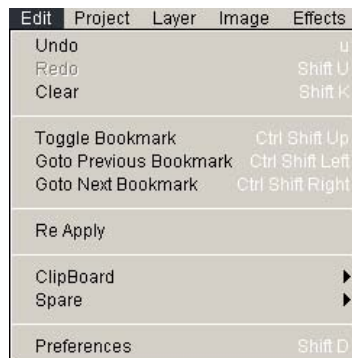 Edit Project Layer Image Effects
Undo u
Redo Shift U
Clear Shift K
Toggle Bookmark Ctrl Shift Up
Goto Previous Bookmark Ctrl Shift Left
Goto Next Bookmark Ctrl Shift Right
Re Apply
ClipBoard
Spare
Preferences Shift D